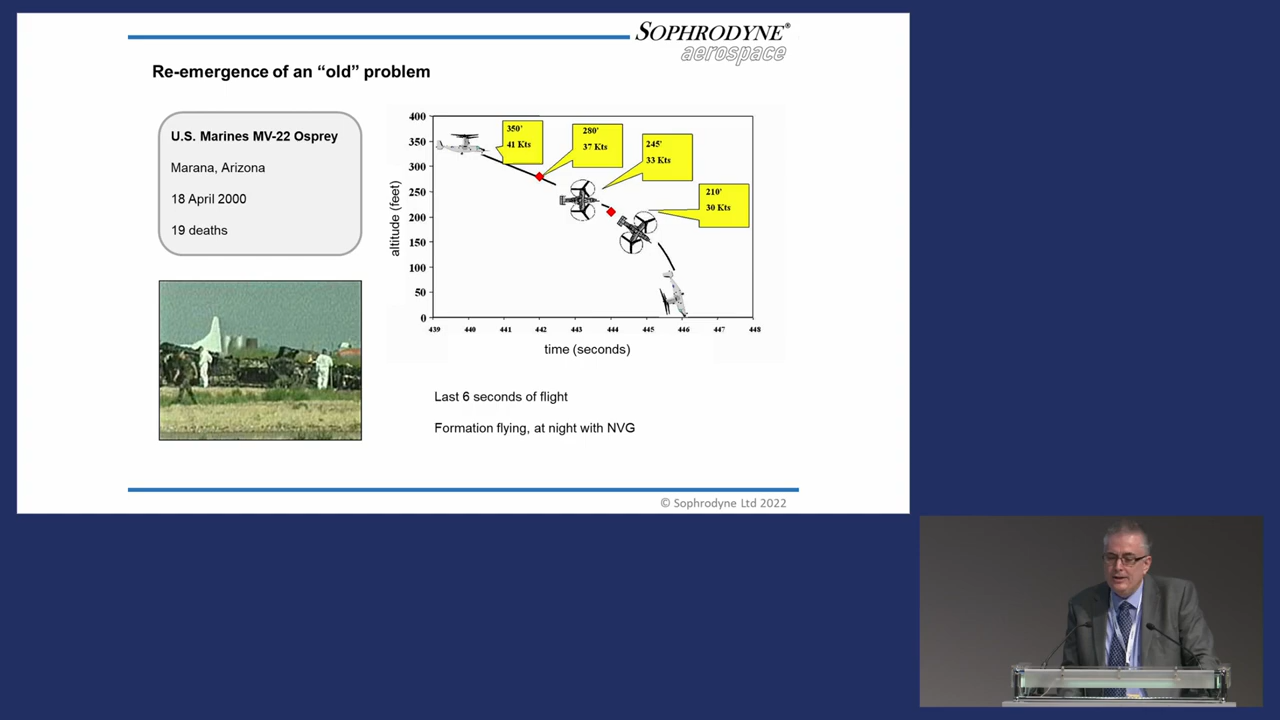 SOPHRODYNE®
aerospace
Re-emergence of an “old” problem
U.S. Marines MV-22 Osprey
Marana, Arizona
18 April 2000
19 deaths
400
350
300
250
200
150
100
50
0
altitude (feet)
350'
41 Kts
280'
37 Kts
245'
33 Kts
210'
30 Kts
439 440 441 442 443 444 445 446 447 448
time (seconds)
Last 6 seconds of flight
Formation flying, at night with NVG
© Sophrodyne Ltd 2022